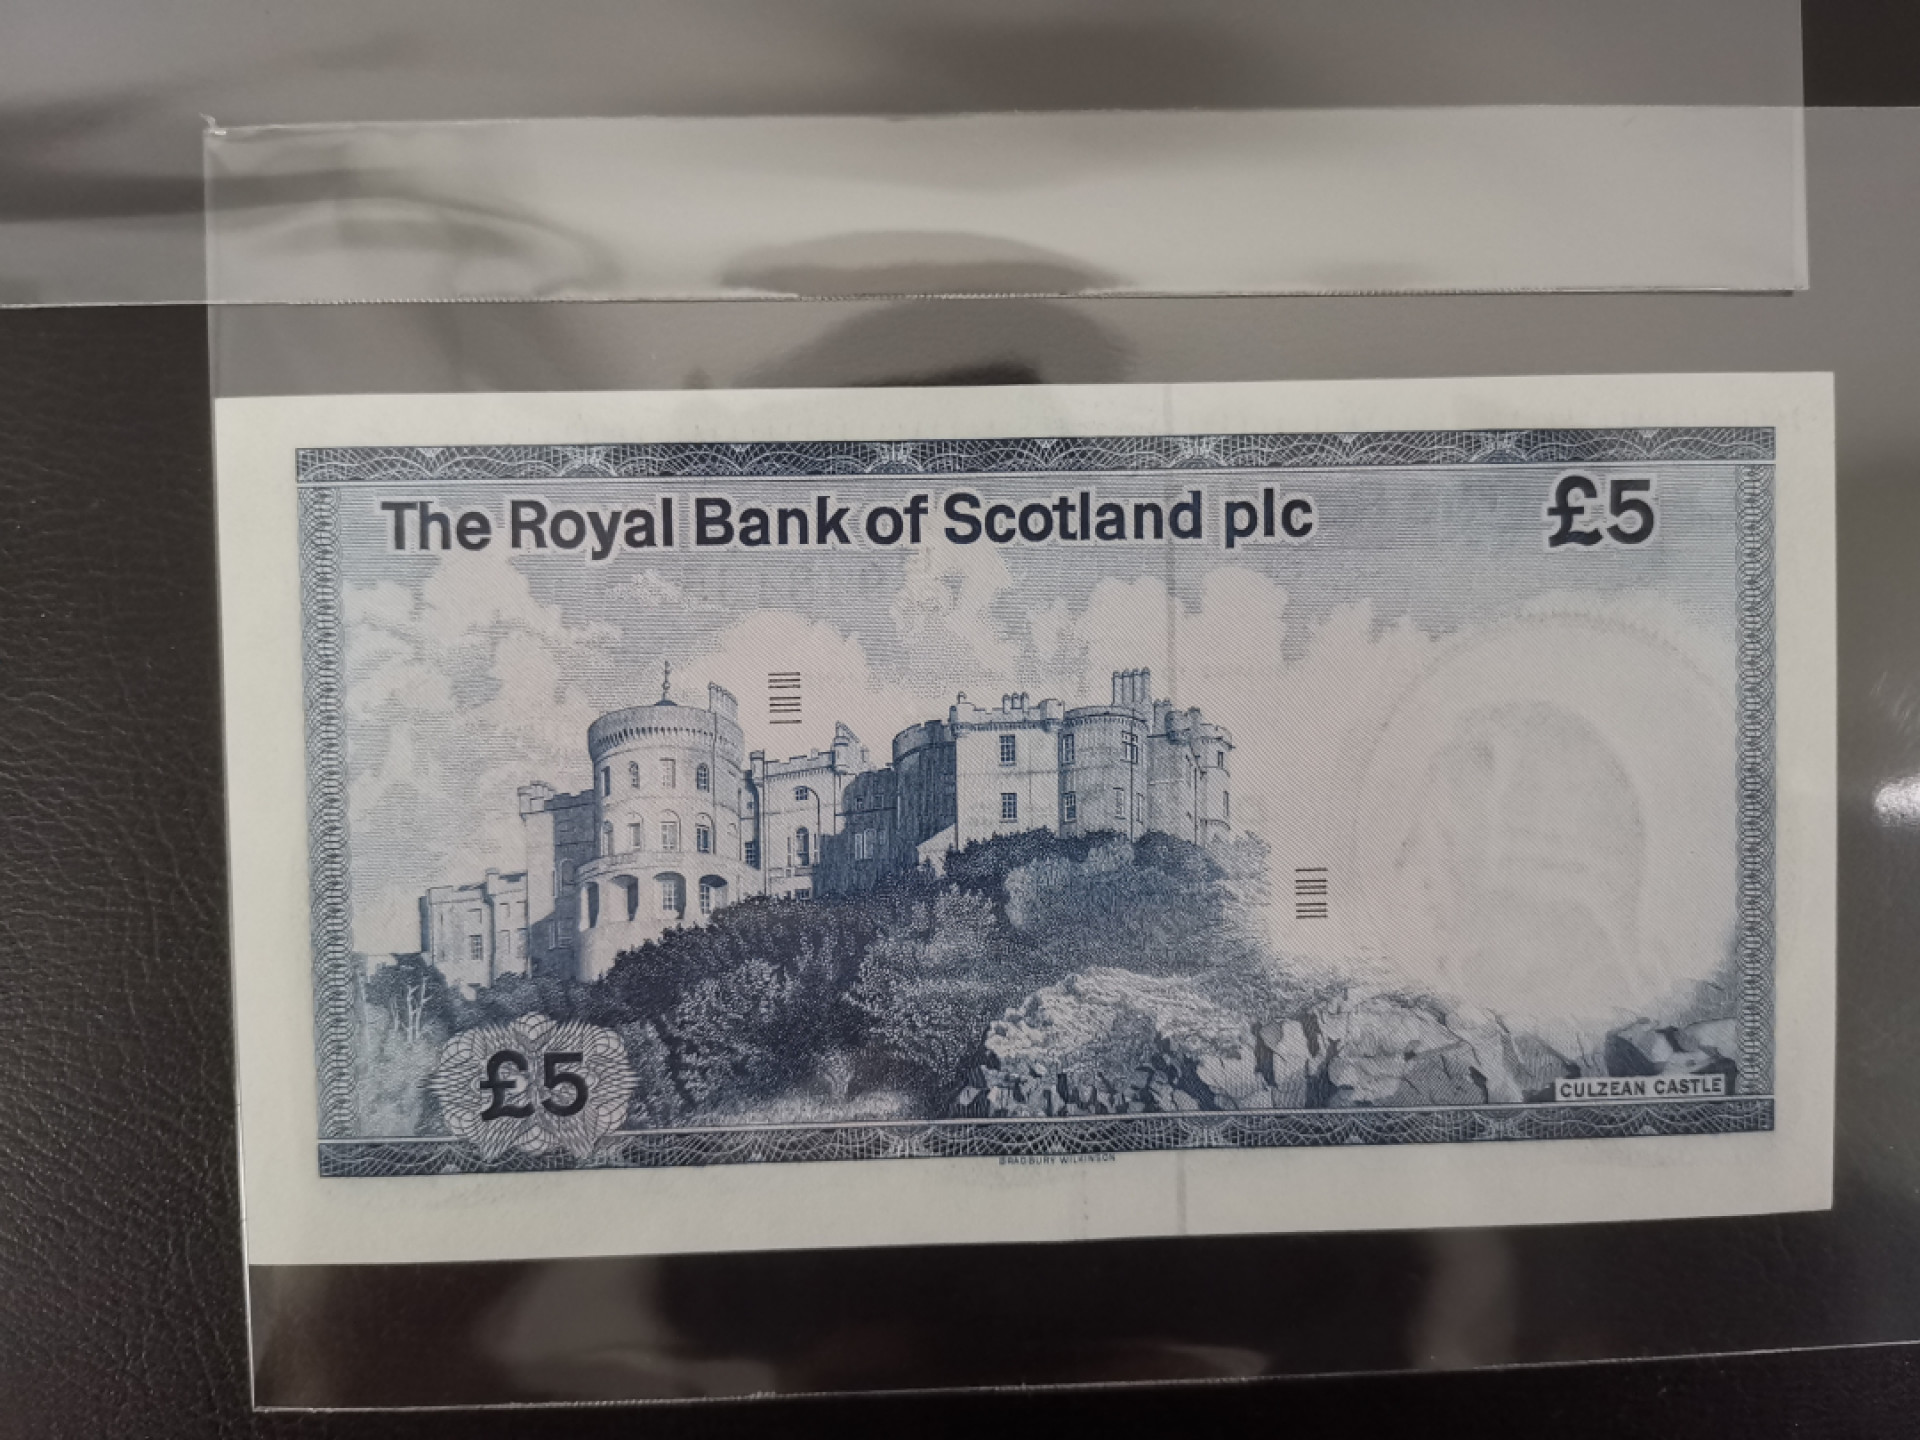 The Royal Bank of Scotland plc £5
£5
CULZEAN CASTLE
BRADBURY WILKINSON